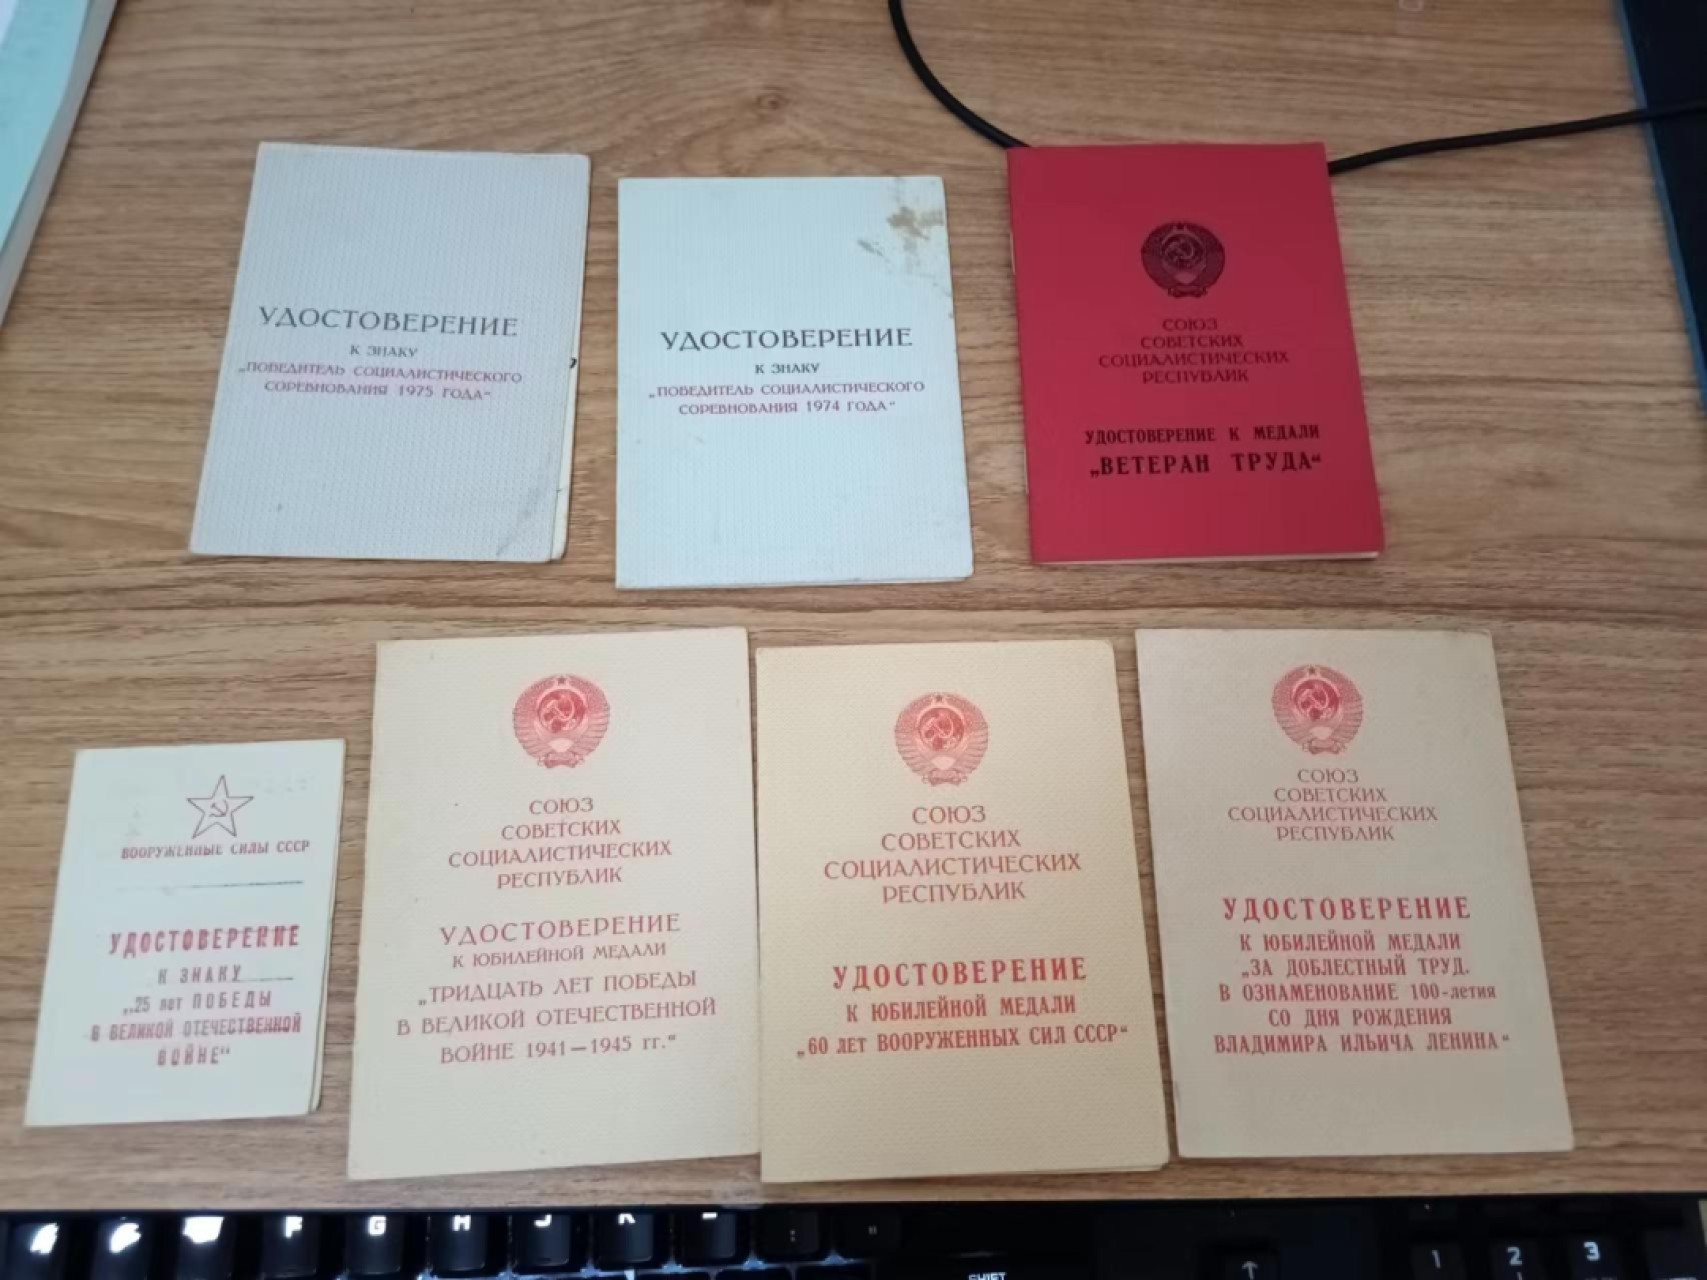 УДОСТОВЕРЕНИЕ
К ЗНАКУ
„ПОБЕДИТЕЛЬ СОЦИАЛИСТИЧЕСКОГО
СОРЕВНОВАНИЯ 1975 ГОДА"
УДОСТОВЕРЕНИЕ
К ЗНАКУ
„ПОБЕДИТЕЛЬ СОЦИАЛИСТИЧЕСКОГО
СОРЕВНОВАНИЯ 1974 ГОДА"
СОЮЗ
СОВЕТСКИХ
СОЦИАЛИСТИЧЕСКИХ
РЕСПУБЛИК
УДОСТОВЕРЕНИЕ К МЕДАЛИ
„ВЕТЕРАН ТРУДА“
ВООРУЖЕННЫЕ СИЛЫ СССР
УДОСТОВЕРЕНИЕ
К ЗНАКУ
„25 лет ПОБЕДЫ
В ВЕЛИКОЙ ОТЕЧЕСТВЕННОЙ
ВОЙНЕ“
СОЮЗ
СОВЕТСКИХ
СОЦИАЛИСТИЧЕСКИХ
РЕСПУБЛИК
УДОСТОВЕРЕНИЕ
К ЮБИЛЕЙНОЙ МЕДАЛИ
„ТРИДЦАТЬ ЛЕТ ПОБЕДЫ
В ВЕЛИКОЙ ОТЕЧЕСТВЕННОЙ
ВОЙНЕ 1941—1945 гг."
СОЮЗ
СОВЕТСКИХ
СОЦИАЛИСТИЧЕСКИХ
РЕСПУБЛИК
УДОСТОВЕРЕНИЕ
К ЮБИЛЕЙНОЙ МЕДАЛИ
„60 ЛЕТ ВООРУЖЕННЫХ СИЛ СССР“
СОЮЗ
СОВЕТСКИХ
СОЦИАЛИСТИЧЕСКИХ
РЕСПУБЛИК
УДОСТОВЕРЕНИЕ
К ЮБИЛЕЙНОЙ МЕДАЛИ
„ЗА ДОБЛЕСТНЫЙ ТРУД.
В ОЗНАМЕНОВАНИЕ 100-летия
СО ДНЯ РОЖДЕНИЯ
ВЛАДИМИРА ИЛЬИЧА ЛЕНИНА“
F G H J K
1 2 3
SHIFT